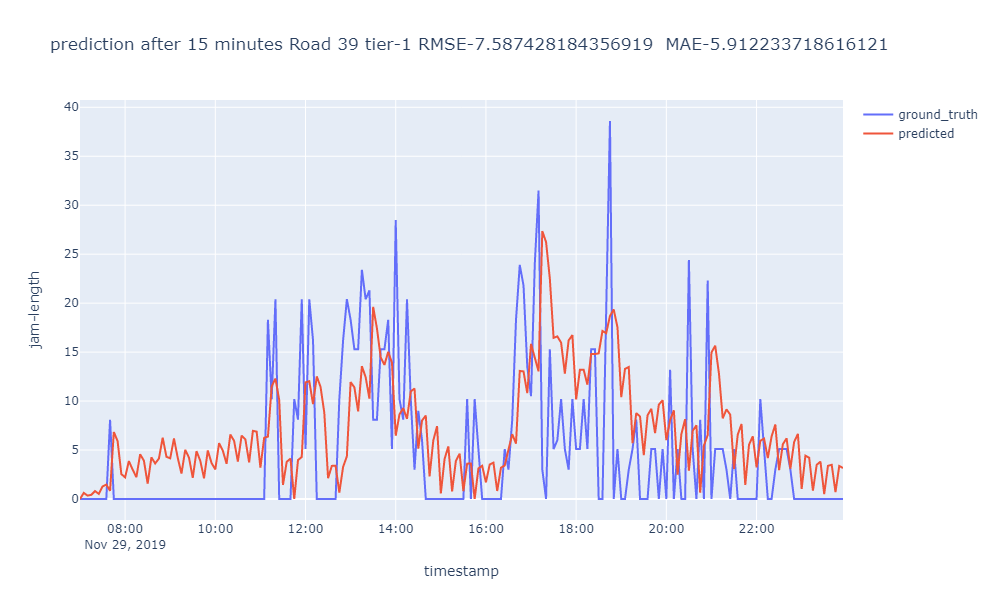 prediction after 15 minutes Road 39 tier-1 RMSE-7.587428184356919  MAE-5.912233718616121
ground_truth
predicted
40
35
30
25
20
15
10
5
0
jam-length
08:00 10:00 12:00 14:00 16:00 18:00 20:00 22:00
Nov 29, 2019
timestamp